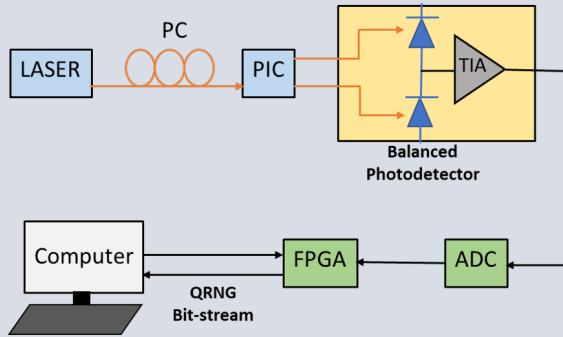 PC
LASER
PIC
TIA
Balanced
Photodetector
Computer
FPGA
ADC
QRNG
Bit-stream